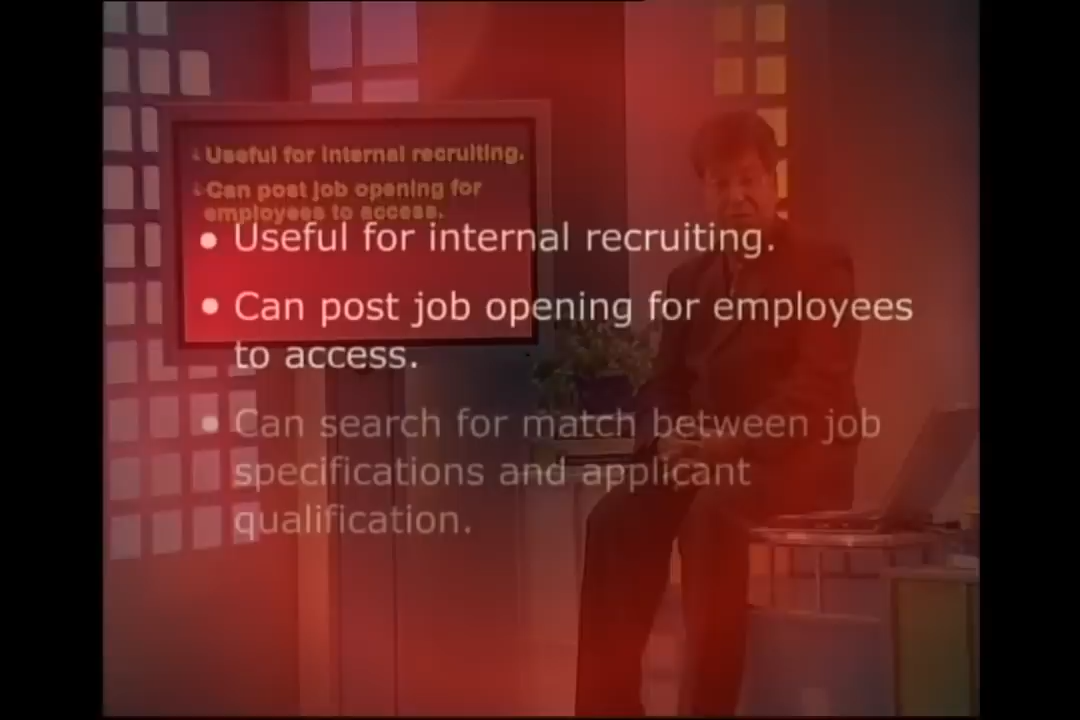 Useful for internal recruiting.
Can post job opening for
employees to access.
• Useful for internal recruiting.
• Can post job opening for employees
to access.
• Can search for match between job
specifications and applicant
qualification.